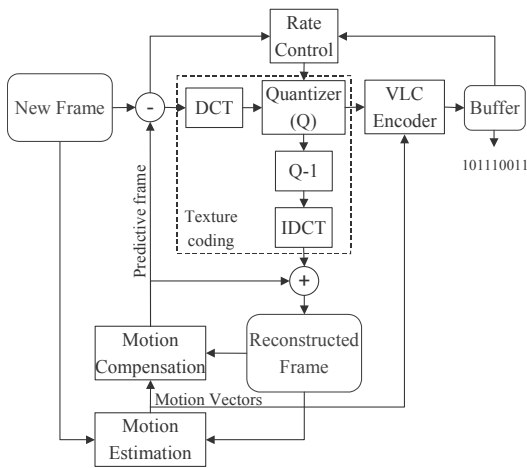 Rate
Control
New Frame
-
DCT
Quantizer
(Q)
VLC
Encoder
Buffer
101110011
Q-1
IDCT
Texture
coding
Predictive frame
+
Motion
Compensation
Reconstructed
Frame
Motion Vectors
Motion
Estimation